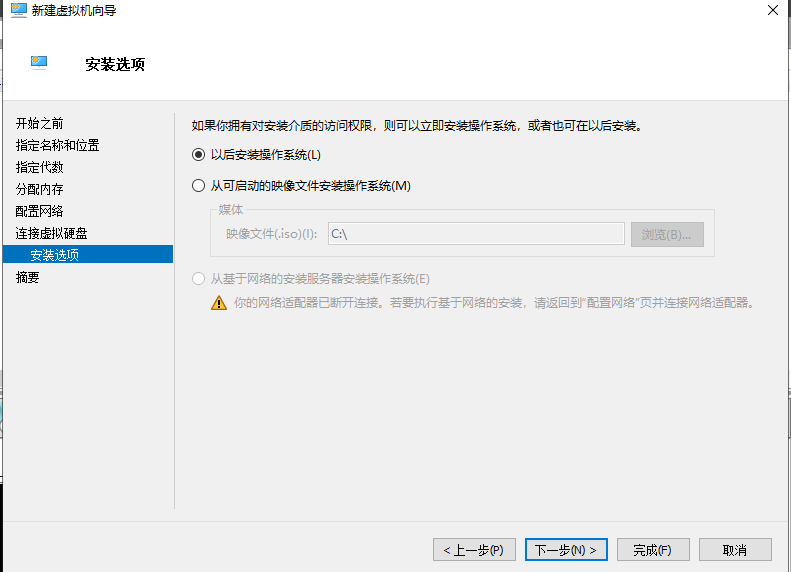 新建虚拟机向导
安装选项
开始之前
指定名称和位置
指定代数
分配内存
配置网络
连接虚拟硬盘
安装选项
摘要
如果你拥有对安装介质的访问权限，则可以立即安装操作系统，或者也可在以后安装。
以后安装操作系统(L)
从可启动的映像文件安装操作系统(M)
媒体
映像文件(.iso)(I): C:\ 浏览(B)...
从基于网络的安装服务器安装操作系统(E)
你的网络适配器已断开连接。若要执行基于网络的安装，请返回到“配置网络”页并连接网络适配器。
< 上一步(P) 下一步(N) > 完成(F) 取消